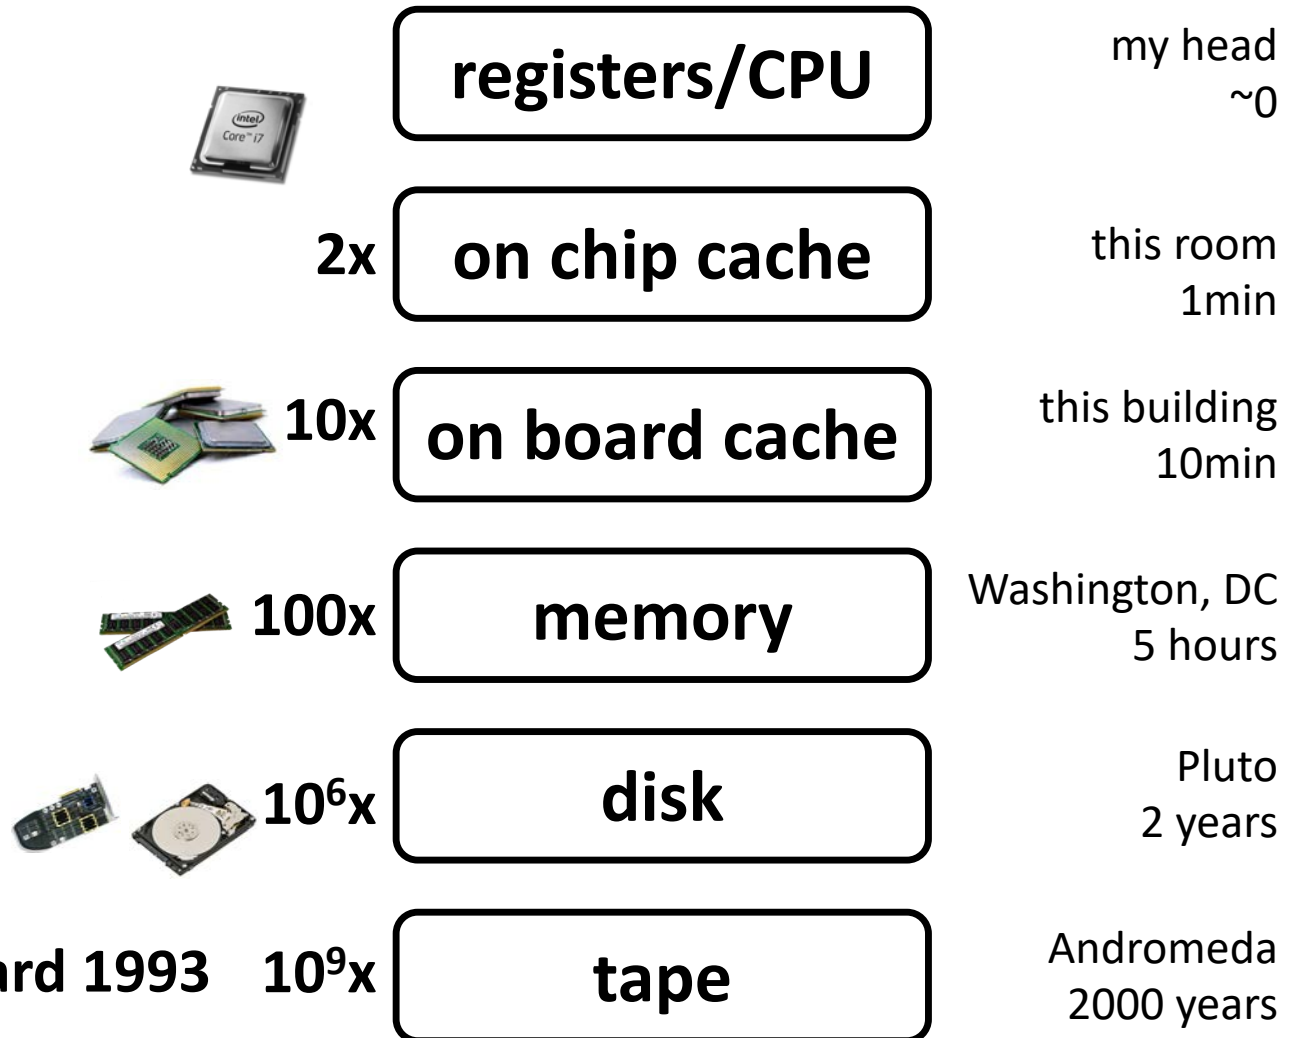 registers/CPU
my head
~0
intel
Core™ i7
2x
on chip cache
this room
1min
10x
on board cache
this building
10min
100x
memory
Washington, DC
5 hours
10⁶x
disk
Pluto
2 years
ard 1993
10⁹x
tape
Andromeda
2000 years